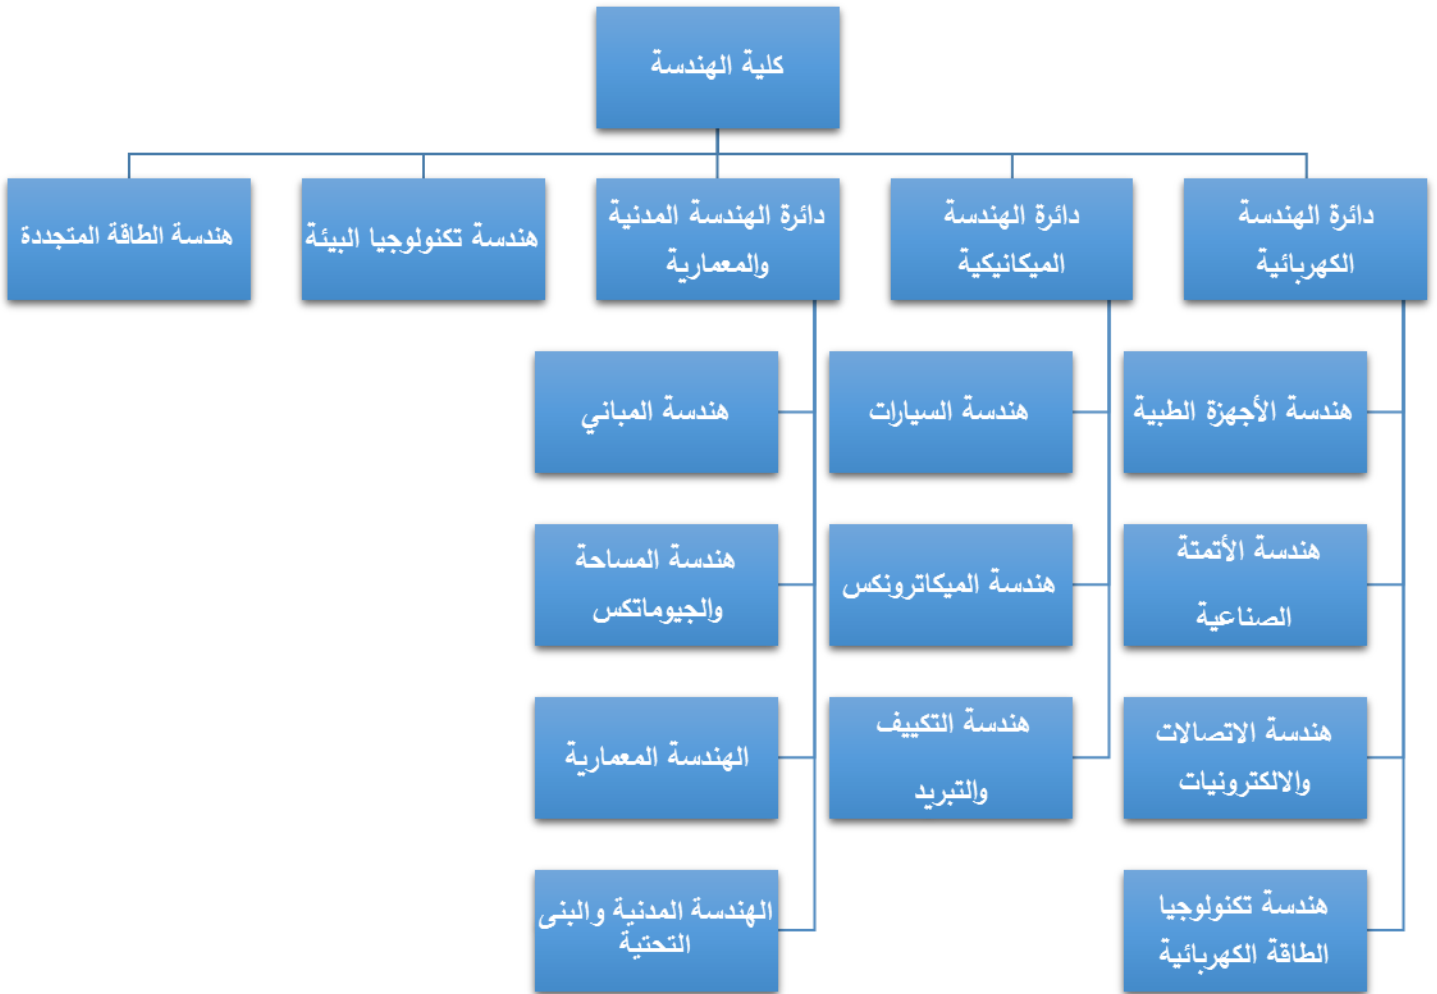 كلية الهندسة
دائرة الهندسة
الكهربائية
دائرة الهندسة
الميكانيكية
دائرة الهندسة المدنية
والمعمارية
هندسة تكنولوجيا البيئة
هندسة الطاقة المتجددة
هندسة الأجهزة الطبية
هندسة السيارات
هندسة المباني
هندسة الأتمتة
الصناعية
هندسة الميكاترونكس
هندسة المساحة
والجيوماتكس
هندسة الاتصالات
والالكترونيات
هندسة التكييف
والتبريد
الهندسة المعمارية
هندسة تكنولوجيا
الطاقة الكهربائية
الهندسة المدنية والبنى
التحتية